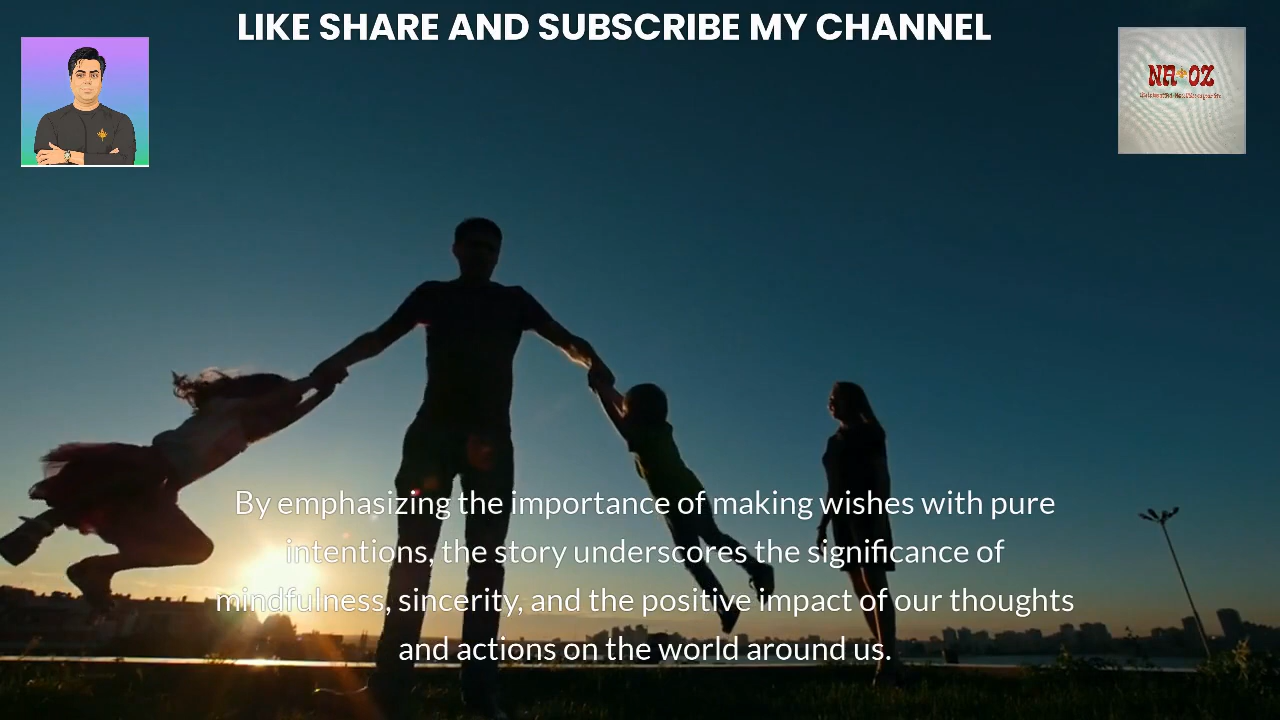 LIKE SHARE AND SUBSCRIBE MY CHANNEL
NA OZ
By emphasizing the importance of making wishes with pure
intentions, the story underscores the significance of
mindfulness, sincerity, and the positive impact of our thoughts
and actions on the world around us.